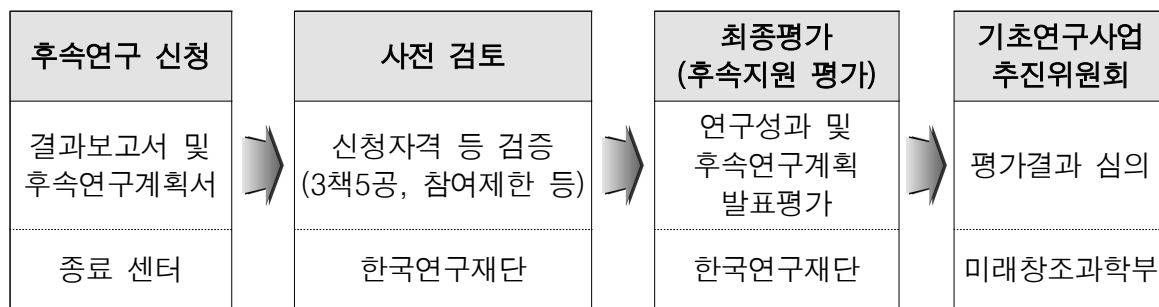 후속연구 신청
결과보고서 및
후속연구계획서
종료 센터
사전 검토
신청자격 등 검증
(3책5공, 참여제한 등)
한국연구재단
최종평가
(후속지원 평가)
연구성과 및
후속연구계획
발표평가
한국연구재단
기초연구사업
추진위원회
평가결과 심의
미래창조과학부